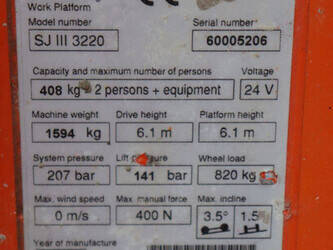 Work Platform
Model number Serial number
SJ III 3220 60005206
Capacity and maximum number of persons Voltage
408 kg - 2 persons + equipment 24 V
Machine weight Drive height Platform height
1594 kg 6.1 m 6.1 m
System pressure Lift pressure Wheel load
207 bar 141 bar 820 kg
Max. wind speed Max. manual force Max. incline
0 m/s 400 N 3.5° 1.5°
Year of manufacture